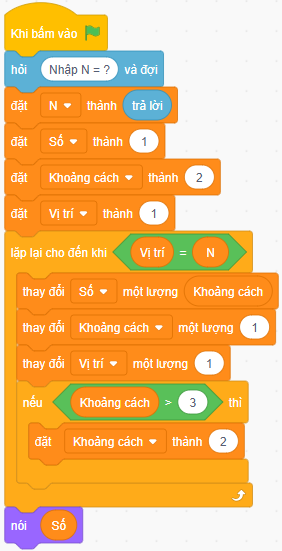 Khi bấm vào
hỏi Nhập N = ? và đợi
đặt N thành trả lời
đặt Số thành 1
đặt Khoảng cách thành 2
đặt Vị trí thành 1
lặp lại cho đến khi Vị trí = N
thay đổi Số một lượng Khoảng cách
thay đổi Khoảng cách một lượng 1
thay đổi Vị trí một lượng 1
nếu Khoảng cách > 3 thì
đặt Khoảng cách thành 2
nói Số